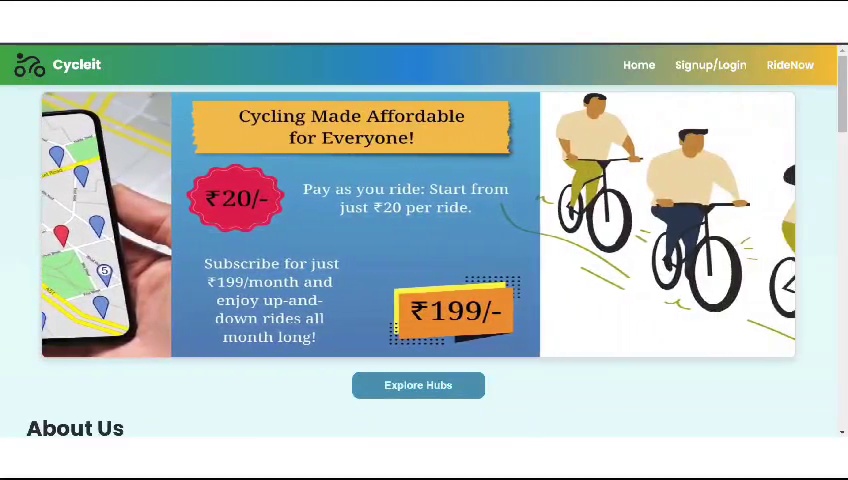 Cycleit
Home Signup/Login RideNow
Cycling Made Affordable
for Everyone!
₹20/-
Pay as you ride: Start from
just ₹20 per ride.
Subscribe for just
₹199/month and
enjoy up-and-
down rides all
month long!
₹199/-
5
Explore Hubs
About Us